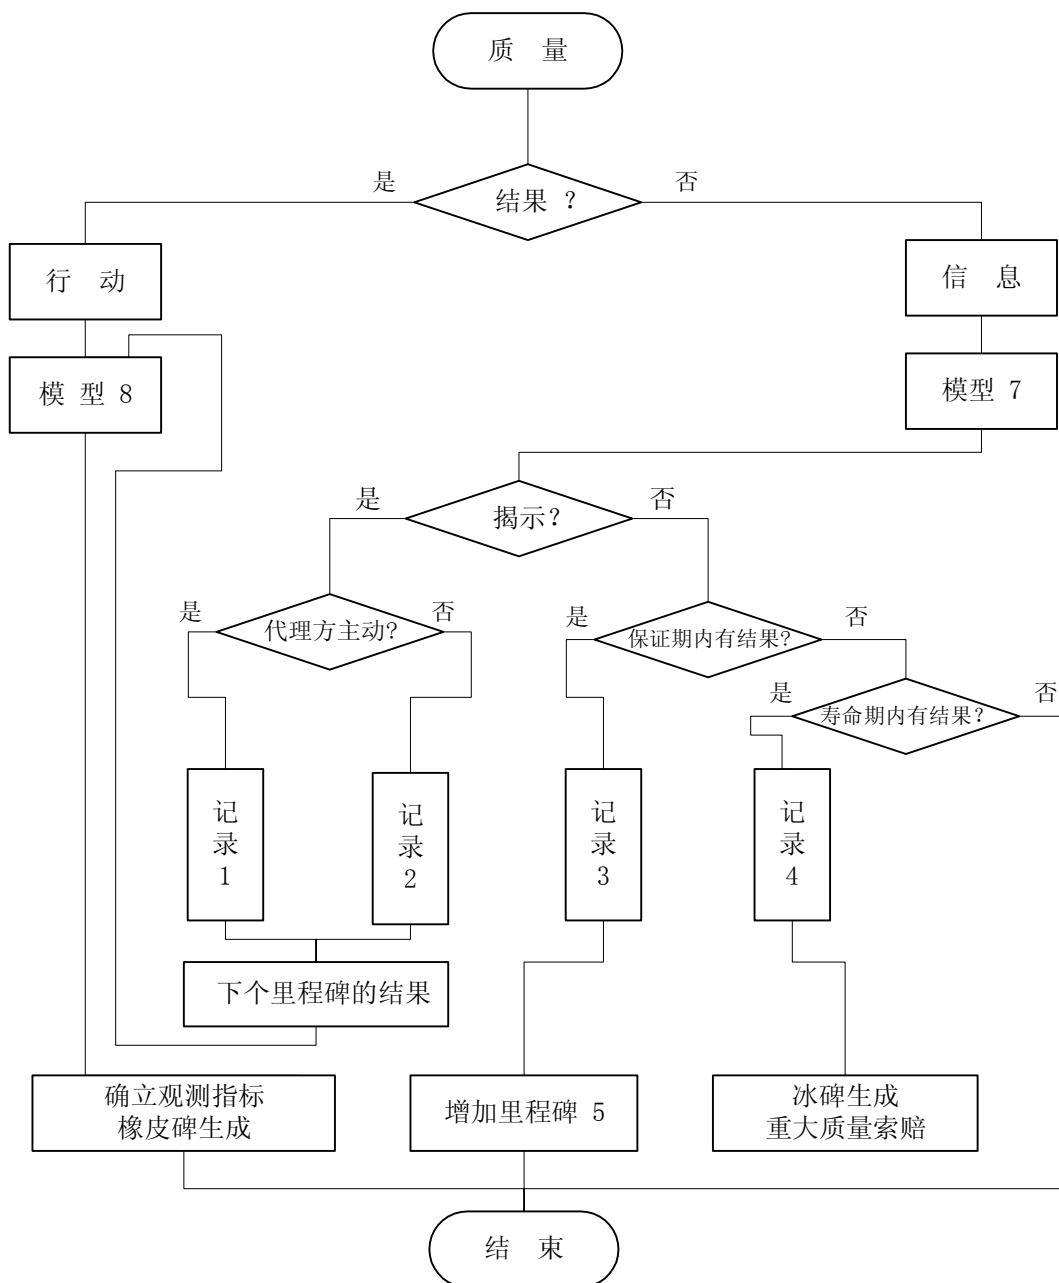 质 量
是
否
结果 ？
行 动
信 息
模 型 8
模型 7
是
否
揭示？
是
否
是
否
代理方主动?
保证期内有结果?
是
否
寿命期内有结果?
记
录
1
记
录
2
记
录
3
记
录
4
下个里程碑的结果
确立观测指标
橡皮碑生成
增加里程碑 5
冰碑生成
重大质量索赔
结 束